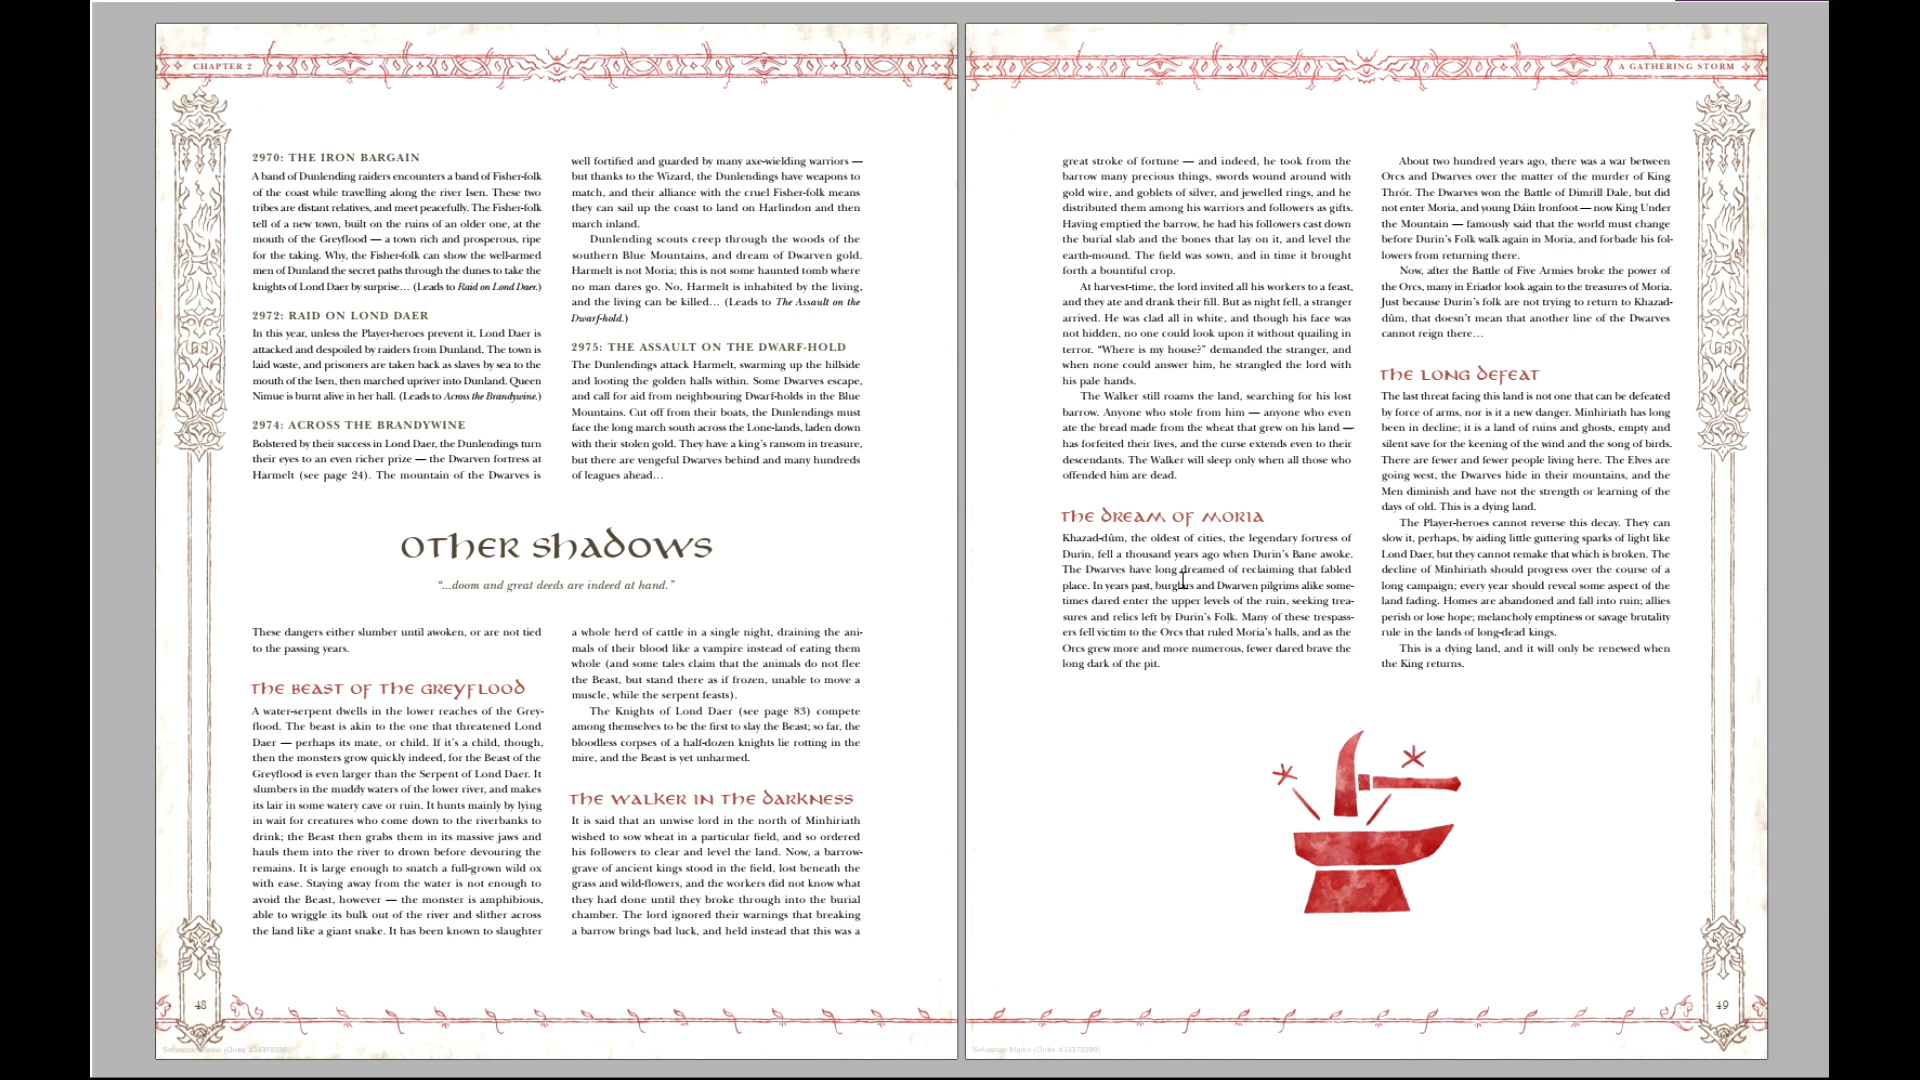 CHAPTER 2
2970: THE IRON BARGAIN
A band of Dunlending raiders encounters a band of Fisher-folk
of the coast while travelling along the river Isen. These two
tribes are distant relatives, and meet peacefully. The Fisher-folk
tell of a new town, built on the ruins of an older one, at the
mouth of the Greyflood — a town rich and prosperous, ripe
for the taking. Why, the Fisher-folk can show the well-armed
men of Dunland the secret paths through the dunes to take the
knights of Lond Daer by surprise… (Leads to Raid on Lond Daer.)
2972: RAID ON LOND DAER
In this year, unless the Player-heroes prevent it, Lond Daer is
attacked and despoiled by raiders from Dunland. The town is
laid waste, and prisoners are taken back as slaves by sea to the
mouth of the Isen, then marched upriver into Dunland. Queen
Nimue is burnt alive in her hall. (Leads to Across the Brandywine.)
2974: ACROSS THE BRANDYWINE
Bolstered by their success in Lond Daer, the Dunlendings turn
their eyes to an even richer prize — the Dwarven fortress at
Harmelt (see page 24). The mountain of the Dwarves is
well fortified and guarded by many axe-wielding warriors —
but thanks to the Wizard, the Dunlendings have weapons to
match, and their alliance with the cruel Fisher-folk means
they can sail up the coast to land on Harlindon and then
march inland.
Dunlending scouts creep through the woods of the
southern Blue Mountains, and dream of Dwarven gold.
Harmelt is not Moria; this is not some haunted tomb where
no man dares go. No, Harmelt is inhabited by the living,
and the living can be killed… (Leads to The Assault on the
Dwarf-hold.)
2975: THE ASSAULT ON THE DWARF-HOLD
The Dunlendings attack Harmelt, swarming up the hillside
and looting the golden halls within. Some Dwarves escape,
and call for aid from neighbouring Dwarf-holds in the Blue
Mountains. Cut off from their boats, the Dunlendings must
face the long march south across the Lone-lands, laden down
with their stolen gold. They have a king's ransom in treasure,
but there are vengeful Dwarves behind and many hundreds
of leagues ahead…
OTHER SHADOWS
“…doom and great deeds are indeed at hand.”
These dangers either slumber until awoken, or are not tied
to the passing years.
THE BEAST OF THE GREYFLOOD
A water-serpent dwells in the lower reaches of the Grey-
flood. The beast is akin to the one that threatened Lond
Daer — perhaps its mate, or child. If it's a child, though,
then the monsters grow quickly indeed, for the Beast of the
Greyflood is even larger than the Serpent of Lond Daer. It
slumbers in the muddy waters of the lower river, and makes
its lair in some watery cave or ruin. It hunts mainly by lying
in wait for creatures who come down to the riverbanks to
drink; the Beast then grabs them in its massive jaws and
hauls them into the river to drown before devouring the
remains. It is large enough to snatch a full-grown wild ox
with ease. Staying away from the water is not enough to
avoid the Beast, however — the monster is amphibious,
able to wriggle its bulk out of the river and slither across
the land like a giant snake. It has been known to slaughter
a whole herd of cattle in a single night, draining the ani-
mals of their blood like a vampire instead of eating them
whole (and some tales claim that the animals do not flee
the Beast, but stand there as if frozen, unable to move a
muscle, while the serpent feasts).
The Knights of Lond Daer (see page 83) compete
among themselves to be the first to slay the Beast; so far, the
bloodless corpses of a half-dozen knights lie rotting in the
mire, and the Beast is yet unharmed.
THE WALKER IN THE DARKNESS
It is said that an unwise lord in the north of Minhiriath
wished to sow wheat in a particular field, and so ordered
his followers to clear and level the land. Now, a barrow-
grave of ancient kings stood in the field, lost beneath the
grass and wild-flowers, and the workers did not know what
they had done until they broke through into the burial
chamber. The lord ignored their warnings that breaking
a barrow brings bad luck, and held instead that this was a
48
Sebastian Martin (Order #34378599)
A GATHERING STORM
great stroke of fortune — and indeed, he took from the
barrow many precious things, swords wound around with
gold wire, and goblets of silver, and jewelled rings, and he
distributed them among his warriors and followers as gifts.
Having emptied the barrow, he had his followers cast down
the burial slab and the bones that lay on it, and level the
earth-mound. The field was sown, and in time it brought
forth a bountiful crop.
At harvest-time, the lord invited all his workers to a feast,
and they ate and drank their fill. But as night fell, a stranger
arrived. He was clad all in white, and though his face was
not hidden, no one could look upon it without quailing in
terror. “Where is my house?” demanded the stranger, and
when none could answer him, he strangled the lord with
his pale hands.
The Walker still roams the land, searching for his lost
barrow. Anyone who stole from him — anyone who even
ate the bread made from the wheat that grew on his land —
has forfeited their lives, and the curse extends even to their
descendants. The Walker will sleep only when all those who
offended him are dead.
THE DREAM OF MORIA
Khazad-dûm, the oldest of cities, the legendary fortress of
Durin, fell a thousand years ago when Durin's Bane awoke.
The Dwarves have long dreamed of reclaiming that fabled
place. In years past, burglars and Dwarven pilgrims alike some-
times dared enter the upper levels of the ruin, seeking trea-
sures and relics left by Durin's Folk. Many of these trespass-
ers fell victim to the Orcs that ruled Moria's halls, and as the
Orcs grew more and more numerous, fewer dared brave the
long dark of the pit.
About two hundred years ago, there was a war between
Orcs and Dwarves over the matter of the murder of King
Thrór. The Dwarves won the Battle of Dimrill Dale, but did
not enter Moria, and young Dáin Ironfoot — now King Under
the Mountain — famously said that the world must change
before Durin's Folk walk again in Moria, and forbade his fol-
lowers from returning there.
Now, after the Battle of Five Armies broke the power of
the Orcs, many in Eriador look again to the treasures of Moria.
Just because Durin's folk are not trying to return to Khazad-
dûm, that doesn't mean that another line of the Dwarves
cannot reign there…
THE LONG DEFEAT
The last threat facing this land is not one that can be defeated
by force of arms, nor is it a new danger. Minhiriath has long
been in decline; it is a land of ruins and ghosts, empty and
silent save for the keening of the wind and the song of birds.
There are fewer and fewer people living here. The Elves are
going west, the Dwarves hide in their mountains, and the
Men diminish and have not the strength or learning of the
days of old. This is a dying land.
The Player-heroes cannot reverse this decay. They can
slow it, perhaps, by aiding little guttering sparks of light like
Lond Daer, but they cannot remake that which is broken. The
decline of Minhiriath should progress over the course of a
long campaign; every year should reveal some aspect of the
land fading. Homes are abandoned and fall into ruin; allies
perish or lose hope; melancholy emptiness or savage brutality
rule in the lands of long-dead kings.
This is a dying land, and it will only be renewed when
the King returns.
49
Sebastian Martin (Order #34378599)